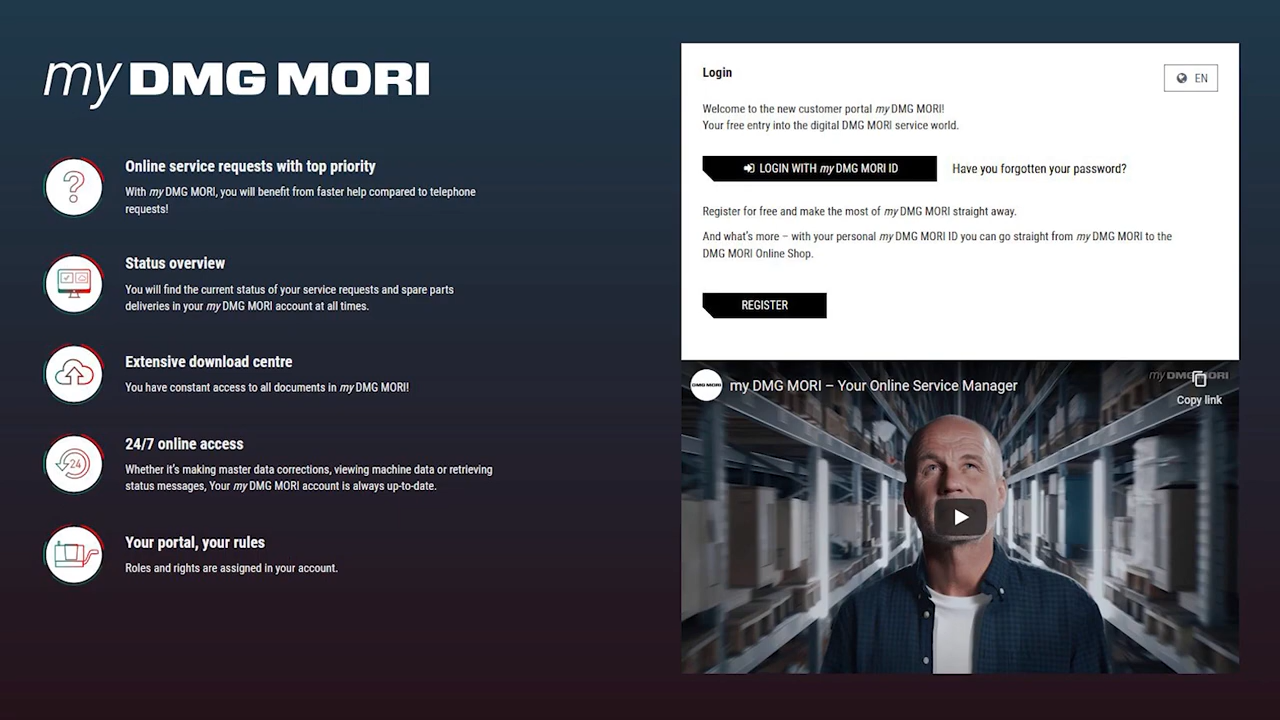 my DMG MORI
Online service requests with top priority
With my DMG MORI, you will benefit from faster help compared to telephone
requests!
Status overview
You will find the current status of your service requests and spare parts
deliveries in your my DMG MORI account at all times.
Extensive download centre
You have constant access to all documents in my DMG MORI!
24
24/7 online access
Whether it's making master data corrections, viewing machine data or retrieving
status messages, Your my DMG MORI account is always up-to-date.
Your portal, your rules
Roles and rights are assigned in your account.
Login
EN
Welcome to the new customer portal my DMG MORI!
Your free entry into the digital DMG MORI service world.
LOGIN WITH my DMG MORI ID
Have you forgotten your password?
Register for free and make the most of my DMG MORI straight away.
And what's more – with your personal my DMG MORI ID you can go straight from my DMG MORI to the
DMG MORI Online Shop.
REGISTER
DMG MORI
my DMG MORI – Your Online Service Manager
my DMG MORI
Copy link